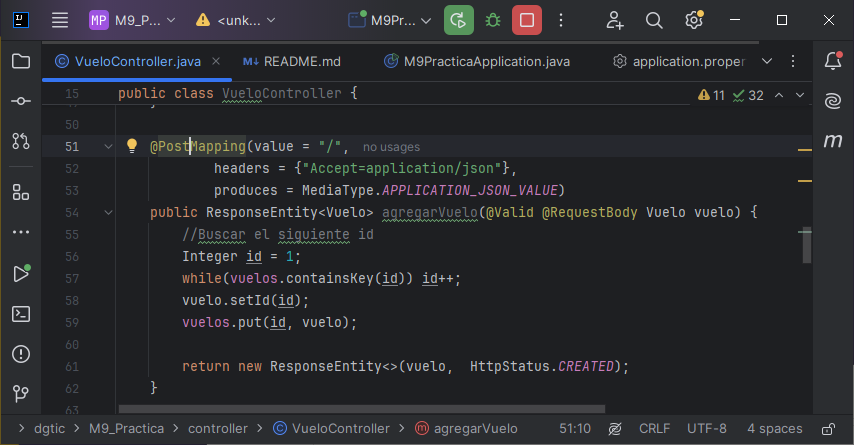 MP M9_P... <unk... M9Pr...
VueloController.java README.md M9PracticaApplication.java application.proper
15 public class VueloController { 11 32
50
51 @PostMapping(value = "/", no usages
52 headers = {"Accept=application/json"},
53 produces = MediaType.APPLICATION_JSON_VALUE)
54 public ResponseEntity<Vuelo> agregarVuelo(@Valid @RequestBody Vuelo vuelo) {
55 //Buscar el siguiente id
56 Integer id = 1;
57 while(vuelos.containsKey(id)) id++;
58 vuelo.setId(id);
59 vuelos.put(id, vuelo);
60
61 return new ResponseEntity<>(vuelo, HttpStatus.CREATED);
62 }
63
dgtic > M9_Practica > controller > VueloController > agregarVuelo 51:10 CRLF UTF-8 4 spaces